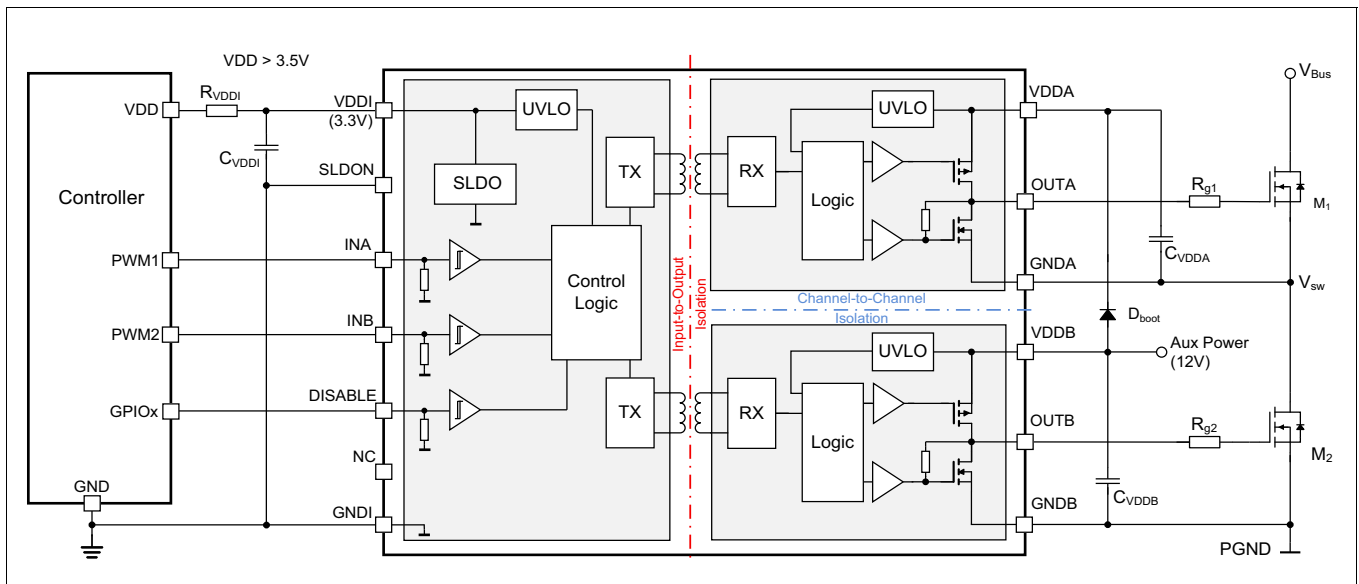 VDD > 3.5V
Controller
VDD
PWM1
PWM2
GPIOx
GND
RVDDI
CVDDI
VDDI
(3.3V)
SLDON
INA
INB
DISABLE
NC
GNDI
UVLO
SLDO
Control
Logic
TX
TX
Input-to-Output
Isolation
Channel-to-Channel
Isolation
UVLO
RX
Logic
UVLO
RX
Logic
VDDA
OUTA
GNDA
VDDB
OUTB
GNDB
Rg1
CVDDA
Dboot
Aux Power
(12V)
Rg2
CVDDB
VBus
M1
Vsw
M2
PGND